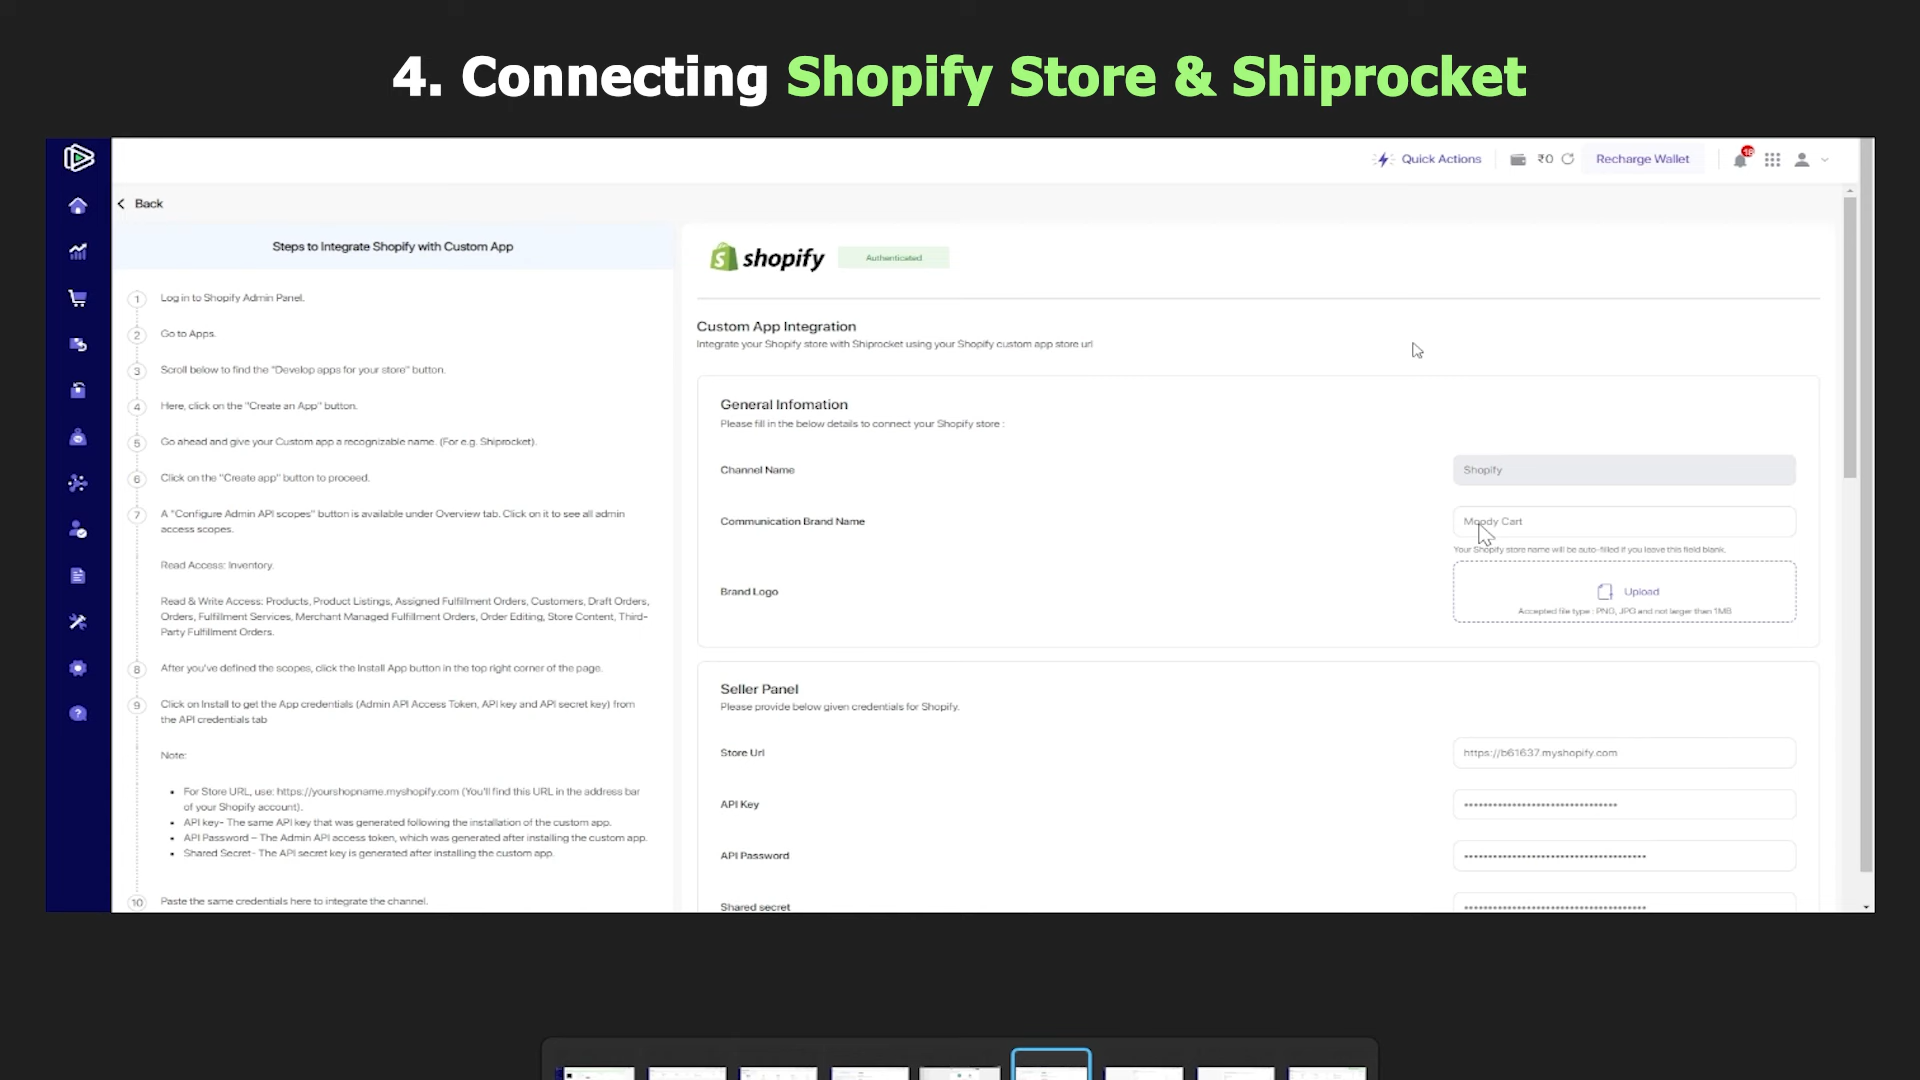 4. Connecting Shopify Store & Shiprocket
Quick Actions
₹0
Recharge Wallet
18
Back
Steps to Integrate Shopify with Custom App
1 Log in to Shopify Admin Panel.
2 Go to Apps.
3 Scroll below to find the "Develop apps for your store" button.
4 Here, click on the "Create an App" button.
5 Go ahead and give your Custom app a recognizable name. (For e.g. Shiprocket).
6 Click on the "Create app" button to proceed.
7 A "Configure Admin API scopes" button is available under Overview tab. Click on it to see all admin
access scopes.
Read Access: Inventory.
Read & Write Access: Products, Product Listings, Assigned Fulfillment Orders, Customers, Draft Orders,
Orders, Fulfillment Services, Merchant Managed Fulfillment Orders, Order Editing, Store Content, Third-
Party Fulfillment Orders.
8 After you've defined the scopes, click the Install App button in the top right corner of the page.
9 Click on Install to get the App credentials (Admin API Access Token, API key and API secret key) from
the API credentials tab
Note:
• For Store URL, use: https://yourshopname.myshopify.com (You'll find this URL in the address bar
of your Shopify account).
• API key- The same API key that was generated following the installation of the custom app.
• API Password – The Admin API access token, which was generated after installing the custom app.
• Shared Secret- The API secret key is generated after installing the custom app.
10 Paste the same credentials here to integrate the channel.
shopify
Authenticated
Custom App Integration
Integrate your Shopify store with Shiprocket using your Shopify custom app store url
General Infomation
Please fill in the below details to connect your Shopify store :
Channel Name
Shopify
Communication Brand Name
Moody Cart
Your Shopify store name will be auto-filled if you leave this field blank.
Brand Logo
Upload
Accepted file type : PNG, JPG and not larger than 1MB
Seller Panel
Please provide below given credentials for Shopify.
Store Url
https://b61637.myshopify.com
API Key
API Password
Shared secret